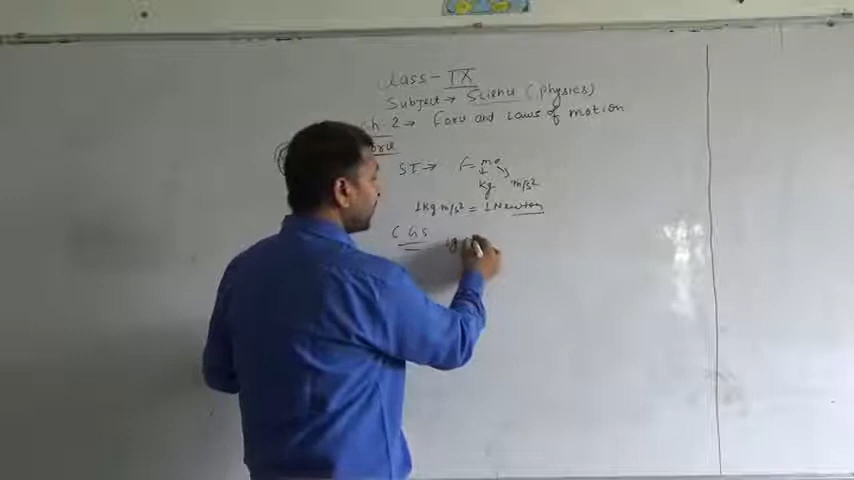 Class - IX
Subject → Science (Physics)
Ch-2 → Force and Laws of motion
SI → F = ma
kg m/s²
1kg m/s² = 1 Newton
C G S